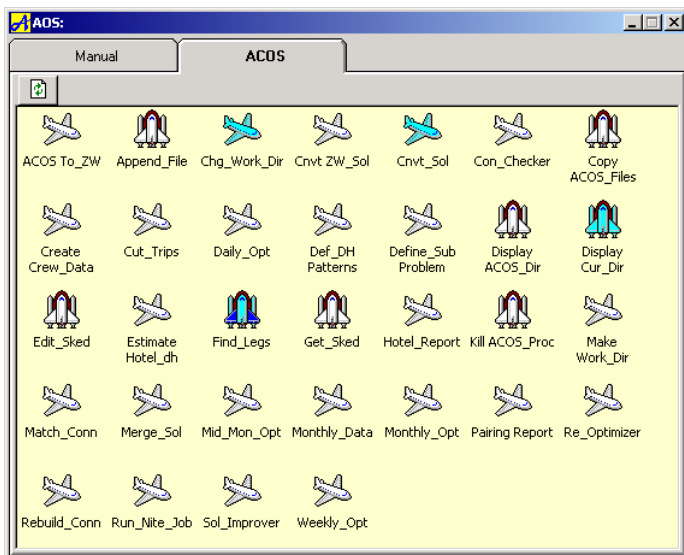 AOS:
Manual
ACOS
ACOS To_ZW
Append_File
Chg_Work_Dir
Cnvt ZW_Sol
Cnvt_Sol
Con_Checker
Copy
ACOS_Files
Create
Crew_Data
Cut_Trips
Daily_Opt
Def_DH
Patterns
Define_Sub
Problem
Display
ACOS_Dir
Display
Cur_Dir
Edit_Sked
Estimate
Hotel_dh
Find_Legs
Get_Sked
Hotel_Report
Kill ACOS_Proc
Make
Work_Dir
Match_Conn
Merge_Sol
Mid_Mon_Opt
Monthly_Data
Monthly_Opt
Pairing Report
Re_Optimizer
Rebuild_Conn
Run_Nite_Job
Sol_Improver
Weekly_Opt